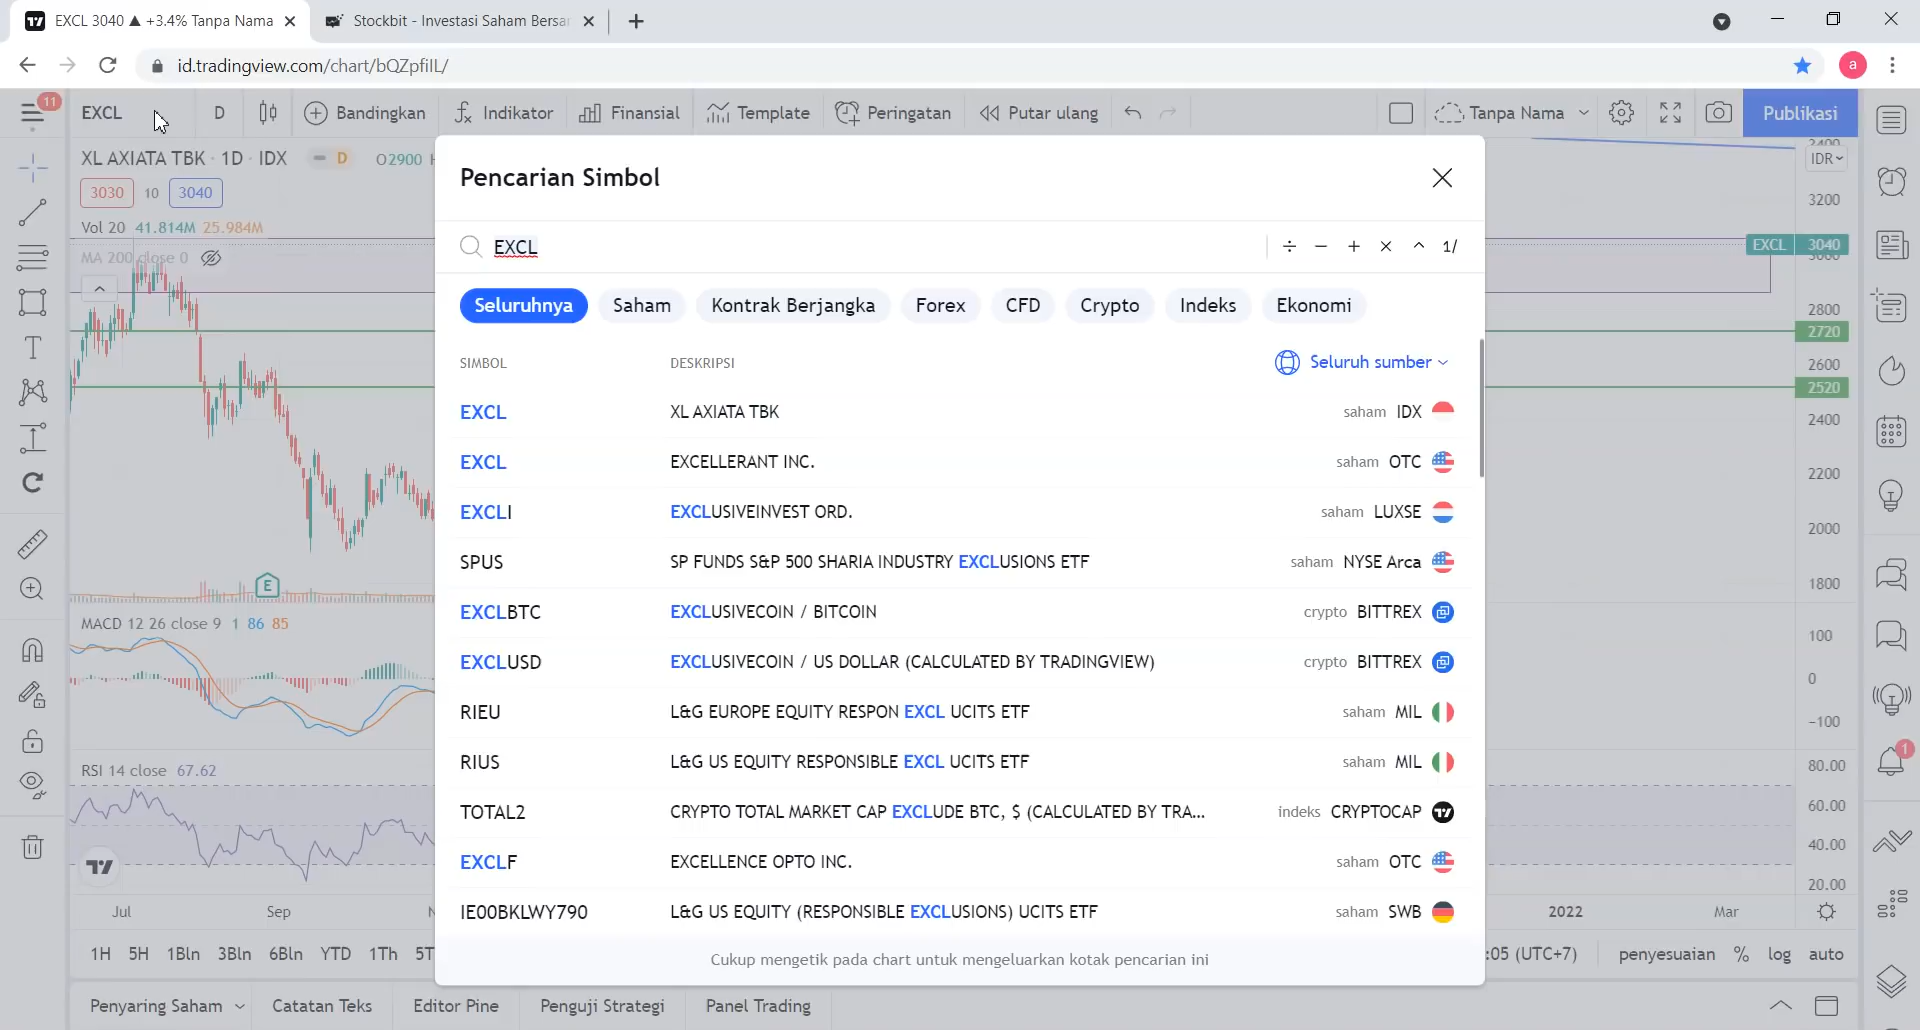 EXCL 3040 ▲ +3.4% Tanpa Nama
Stockbit - Investasi Saham Bersa
id.tradingview.com/chart/bQZpfilL/
a
11
EXCL
D
Bandingkan
Indikator
Finansial
Template
Peringatan
Putar ulang
Tanpa Nama
Publikasi
XL AXIATA TBK · 1D · IDX
D
O2900
3030
10
3040
Vol 20 41.814M 25.984M
MA 200 close 0
MACD 12 26 close 9 1 86 85
E
RSI 14 close 67.62
Pencarian Simbol
EXCL
÷ − + × ^ 1/
Seluruhnya
Saham
Kontrak Berjangka
Forex
CFD
Crypto
Indeks
Ekonomi
SIMBOL DESKRIPSI Seluruh sumber
EXCL XL AXIATA TBK saham IDX
EXCL EXCELLERANT INC. saham OTC
EXCLI EXCLUSIVEINVEST ORD. saham LUXSE
SPUS SP FUNDS S&P 500 SHARIA INDUSTRY EXCLUSIONS ETF saham NYSE Arca
EXCLBTC EXCLUSIVECOIN / BITCOIN crypto BITTREX
EXCLUSD EXCLUSIVECOIN / US DOLLAR (CALCULATED BY TRADINGVIEW) crypto BITTREX
RIEU L&G EUROPE EQUITY RESPON EXCL UCITS ETF saham MIL
RIUS L&G US EQUITY RESPONSIBLE EXCL UCITS ETF saham MIL
TOTAL2 CRYPTO TOTAL MARKET CAP EXCLUDE BTC, $ (CALCULATED BY TRA... indeks CRYPTOCAP
EXCLF EXCELLENCE OPTO INC. saham OTC
IE00BKLWY790 L&G US EQUITY (RESPONSIBLE EXCLUSIONS) UCITS ETF saham SWB
Cukup mengetik pada chart untuk mengeluarkan kotak pencarian ini
IDR
3200
EXCL 3040
2800
2720
2600
2520
2400
2200
2000
1800
100
0
−100
80.00
60.00
40.00
20.00
1
Jul
Sep
2022
Mar
1H 5H 1Bln 3Bln 6Bln YTD 1Th 5T
:05 (UTC+7)
penyesuaian % log auto
Penyaring Saham
Catatan Teks
Editor Pine
Penguji Strategi
Panel Trading